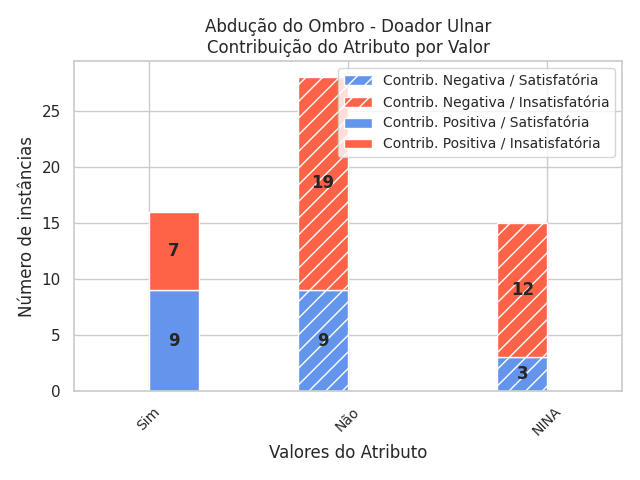 Abdução do Ombro - Doador Ulnar
Contribuição do Atributo por Valor
Contrib. Negativa / Satisfatória
Contrib. Negativa / Insatisfatória
Contrib. Positiva / Satisfatória
Contrib. Positiva / Insatisfatória
Número de instâncias
25
20
15
10
5
0
7
9
19
9
12
3
Sim
Não
NINA
Valores do Atributo